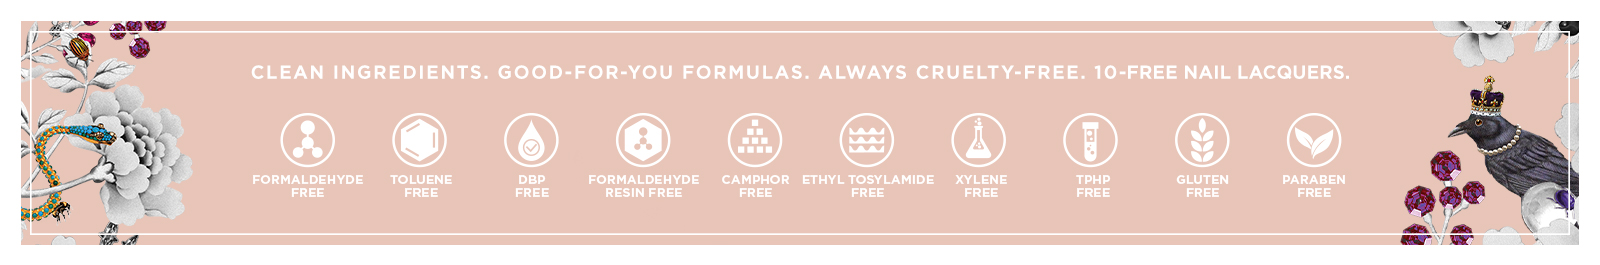 CLEAN INGREDIENTS. GOOD-FOR-YOU FORMULAS. ALWAYS CRUELTY-FREE. 10-FREE NAIL LACQUERS.
FORMALDEHYDE
FREE
TOLUENE
FREE
DBP
FREE
FORMALDEHYDE
RESIN FREE
CAMPHOR
FREE
ETHYL TOSYLAMIDE
FREE
XYLENE
FREE
TPHP
FREE
GLUTEN
FREE
PARABEN
FREE